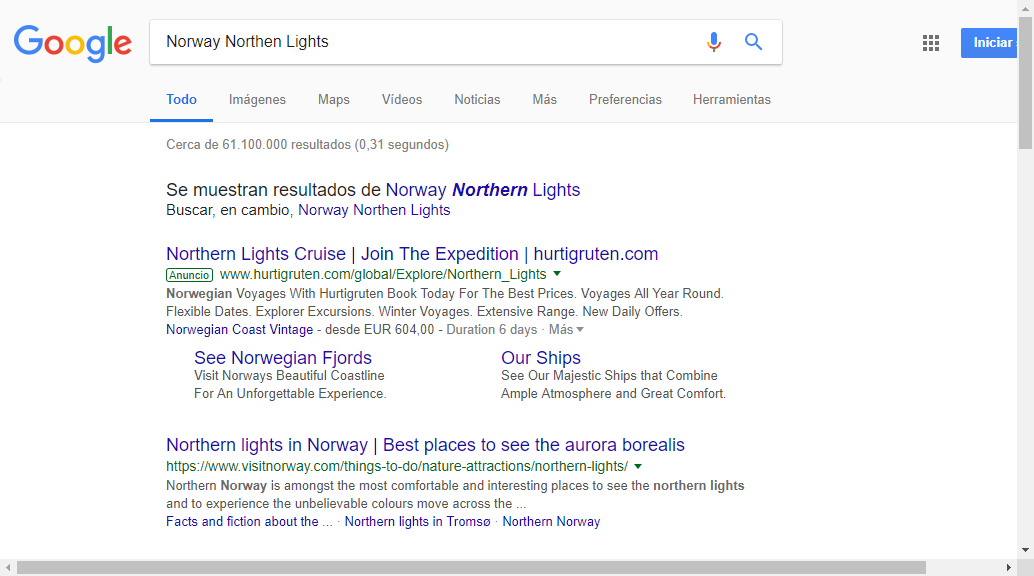 Google
Norway Northen Lights
Iniciar
Todo Imágenes Maps Vídeos Noticias Más Preferencias Herramientas
Cerca de 61.100.000 resultados (0,31 segundos)
Se muestran resultados de Norway Northern Lights
Buscar, en cambio, Norway Northen Lights
Northern Lights Cruise | Join The Expedition | hurtigruten.com
Anuncio www.hurtigruten.com/global/Explore/Northern_Lights
Norwegian Voyages With Hurtigruten Book Today For The Best Prices. Voyages All Year Round.
Flexible Dates. Explorer Excursions. Winter Voyages. Extensive Range. New Daily Offers.
Norwegian Coast Vintage - desde EUR 604,00 - Duration 6 days · Más
See Norwegian Fjords
Visit Norways Beautiful Coastline
For An Unforgettable Experience.
Our Ships
See Our Majestic Ships that Combine
Ample Atmosphere and Great Comfort.
Northern lights in Norway | Best places to see the aurora borealis
https://www.visitnorway.com/things-to-do/nature-attractions/northern-lights/
Northern Norway is amongst the most comfortable and interesting places to see the northern lights
and to experience the unbelievable colours move across the ...
Facts and fiction about the ... · Northern lights in Tromsø · Northern Norway